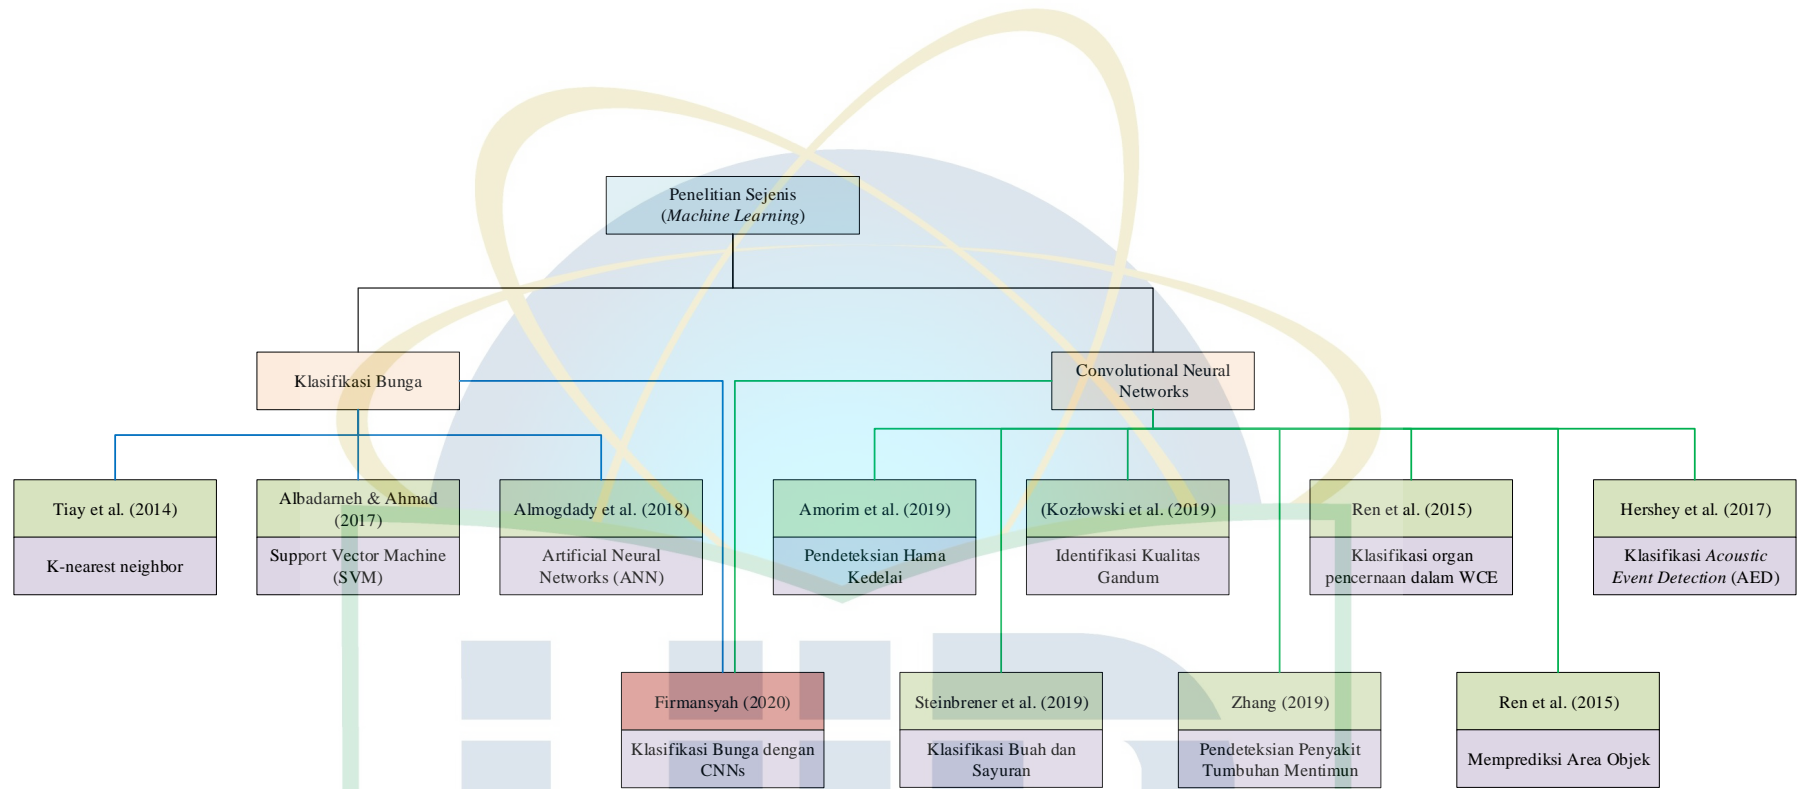 Penelitian Sejenis
(Machine Learning)
Klasifikasi Bunga
Convolutional Neural
Networks
Tiay et al. (2014)
K-nearest neighbor
Albadarneh & Ahmad
(2017)
Support Vector Machine
(SVM)
Almogdady et al. (2018)
Artificial Neural
Networks (ANN)
Amorim et al. (2019)
Pendeteksian Hama
Kedelai
(Kozłowski et al. (2019)
Identifikasi Kualitas
Gandum
Ren et al. (2015)
Klasifikasi organ
pencernaan dalam WCE
Hershey et al. (2017)
Klasifikasi Acoustic
Event Detection (AED)
Firmansyah (2020)
Klasifikasi Bunga dengan
CNNs
Steinbrener et al. (2019)
Klasifikasi Buah dan
Sayuran
Zhang (2019)
Pendeteksian Penyakit
Tumbuhan Mentimun
Ren et al. (2015)
Memprediksi Area Objek